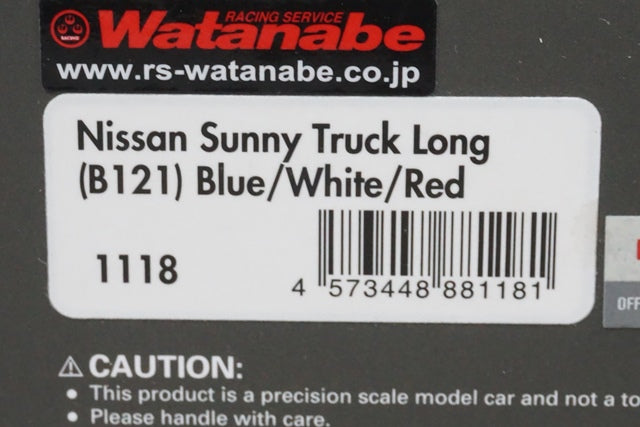 RACING SERVICE
Watanabe
www.rs-watanabe.co.jp
Nissan Sunny Truck Long
(B121) Blue/White/Red
1118
4 573448 881181
OFF
⚠ CAUTION:
• This product is a precision scale model car and not a to
• Please handle with care.